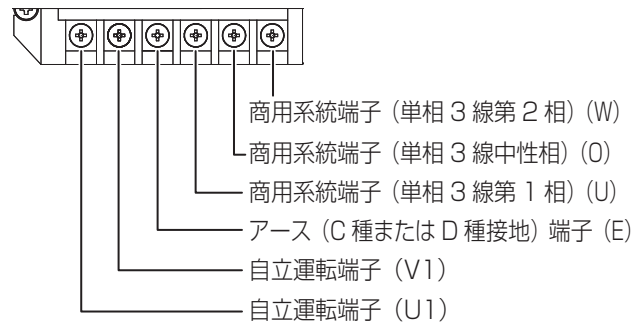 商用系統端子（単相 3 線第 2 相）（W）
商用系統端子（単相 3 線中性相）（O）
商用系統端子（単相 3 線第 1 相）（U）
アース（C 種または D 種接地）端子（E）
自立運転端子（V1）
自立運転端子（U1）